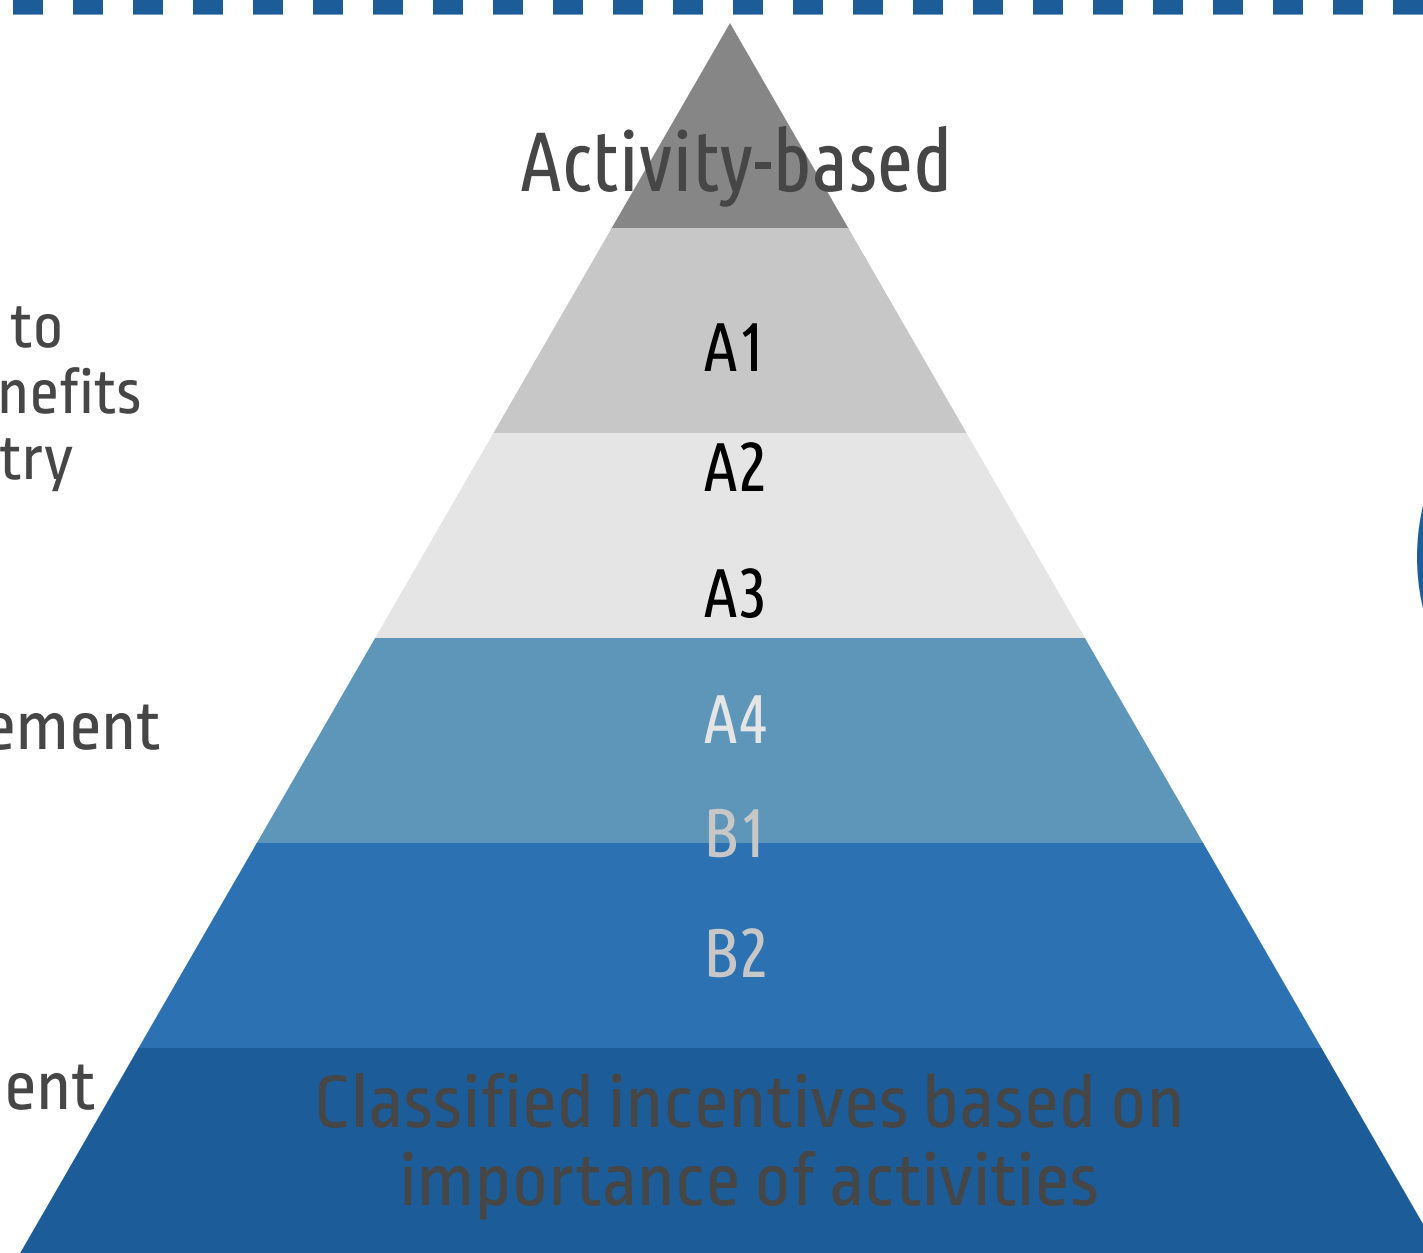 Activity-based
to
nefits
try
A1
A2
A3
ement
A4
B1
B2
ent
Classified incentives based on
importance of activities